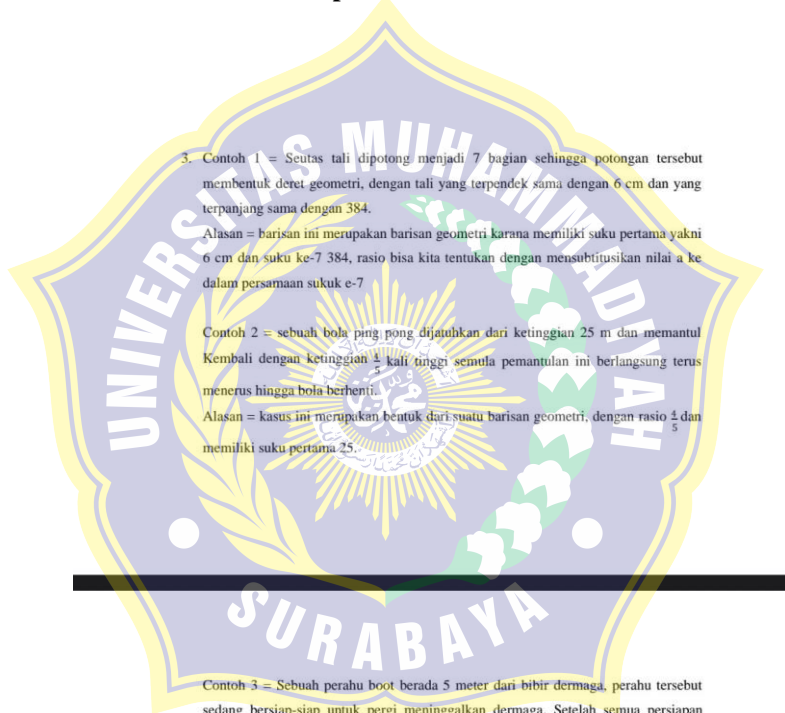 3. Contoh 1 = Seutas tali dipotong menjadi 7 bagian sehingga potongan tersebut
membentuk deret geometri, dengan tali yang terpendek sama dengan 6 cm dan yang
terpanjang sama dengan 384.
Alasan = barisan ini merupakan barisan geometri karana memiliki suku pertama yakni
6 cm dan suku ke-7 384, rasio bisa kita tentukan dengan mensubtitusikan nilai a ke
dalam persamaan sukuk e-7
Contoh 2 = sebuah bola ping pong dijatuhkan dari ketinggian 25 m dan memantul
Kembali dengan ketinggian 4/5 kali tinggi semula pemantulan ini berlangsung terus
menerus hingga bola berhenti.
Alasan = kasus ini merupakan bentuk dari suatu barisan geometri, dengan rasio 4/5 dan
memiliki suku pertama 25.
Contoh 3 = Sebuah perahu boot berada 5 meter dari bibir dermaga, perahu tersebut
sedang bersiap-siap untuk pergi meninggalkan dermaga. Setelah semua persiapan
UNIVERSITAS MUHAMMADIYAH
SURABAYA